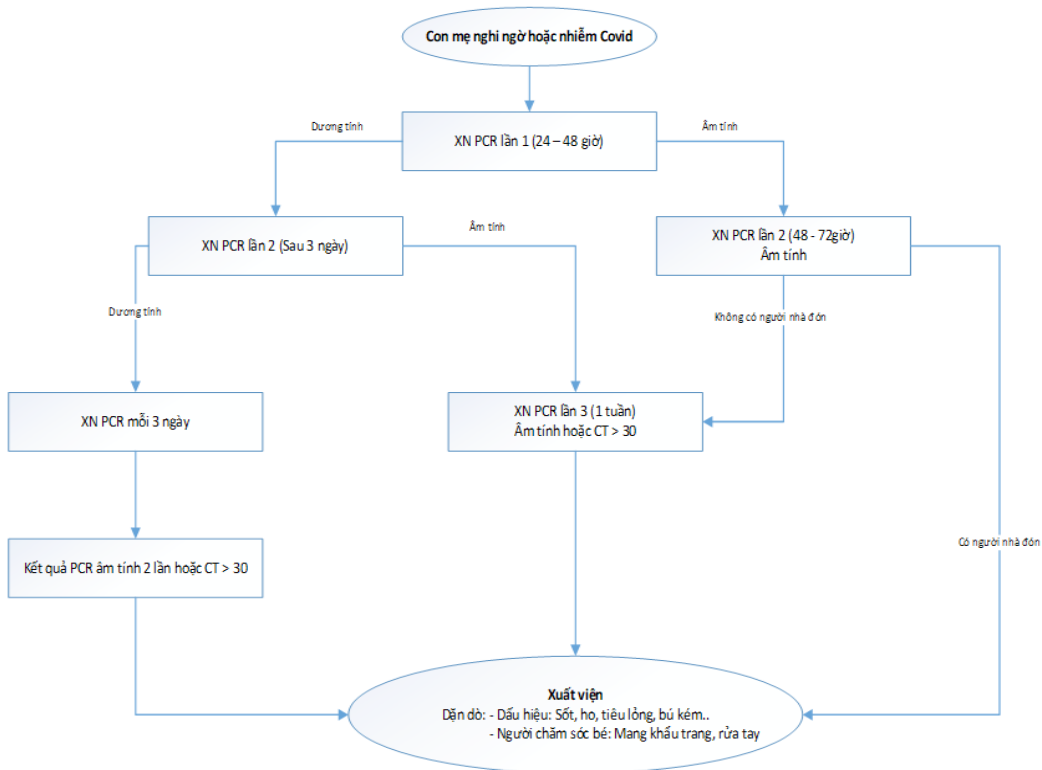 Con mẹ nghi ngờ hoặc nhiễm Covid
Dương tính
Âm tính
XN PCR lần 1 (24 – 48 giờ)
XN PCR lần 2 (Sau 3 ngày)
Âm tính
XN PCR lần 2 (48 - 72giờ)
Âm tính
Dương tính
Không có người nhà đón
XN PCR mỗi 3 ngày
XN PCR lần 3 (1 tuần)
Âm tính hoặc CT > 30
Có người nhà đón
Kết quả PCR âm tính 2 lần hoặc CT > 30
Xuất viện
Dặn dò: - Dấu hiệu: Sốt, ho, tiêu lỏng, bú kém..
- Người chăm sóc bé: Mang khẩu trang, rửa tay